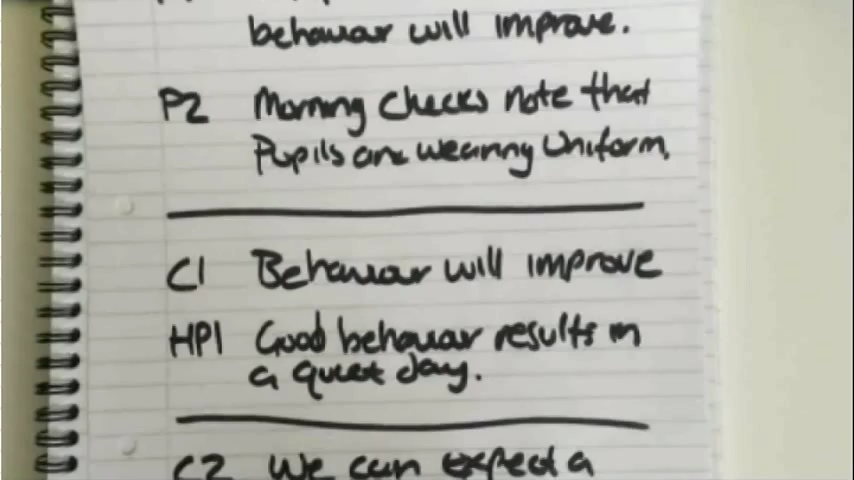 behaviour will improve.
P2 Morning checks note that
Pupils are wearing Uniform.
C1 Behaviour will improve
HP1 Good behaviour results in
a quiet day.
C2 We can expect a